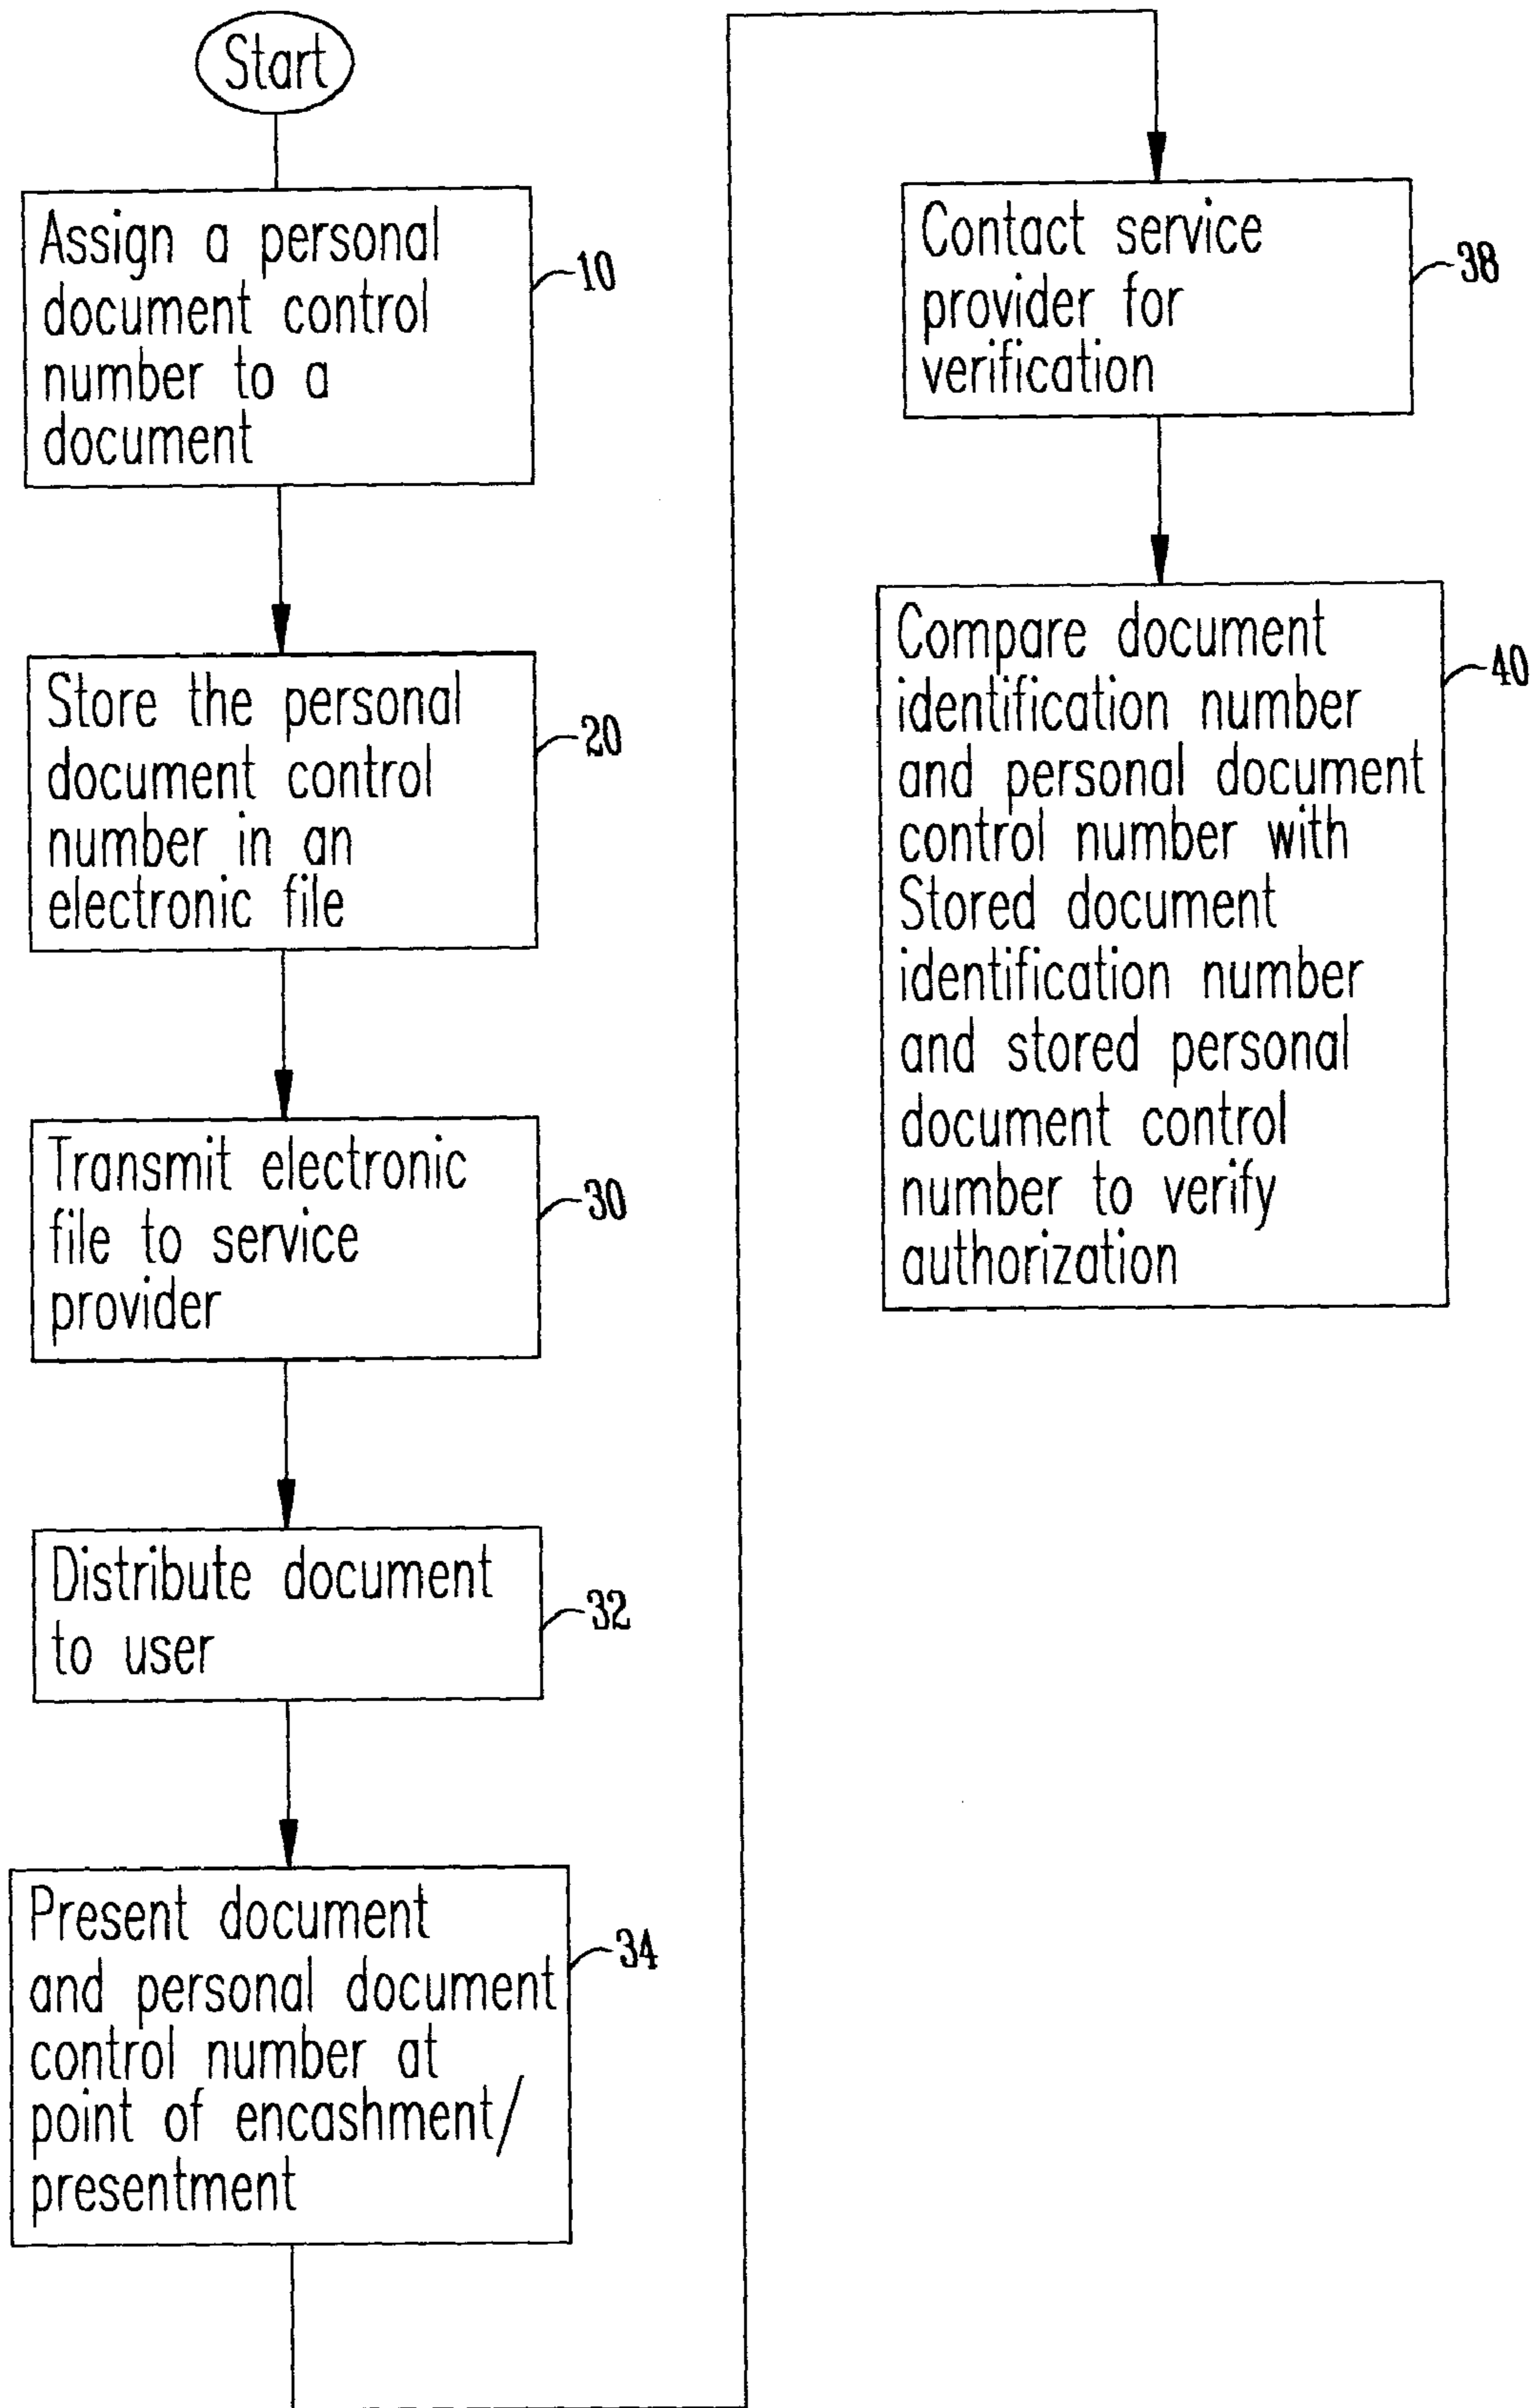 Start
Assign a personal
document control
number to a
document
10
Store the personal
document control
number in an
electronic file
20
Transmit electronic
file to service
provider
30
Distribute document
to user
32
Present document
and personal document
control number at
point of encashment/
presentment
34
Contact service
provider for
verification
38
Compare document
identification number
and personal document
control number with
Stored document
identification number
and stored personal
document control
number to verify
authorization
40